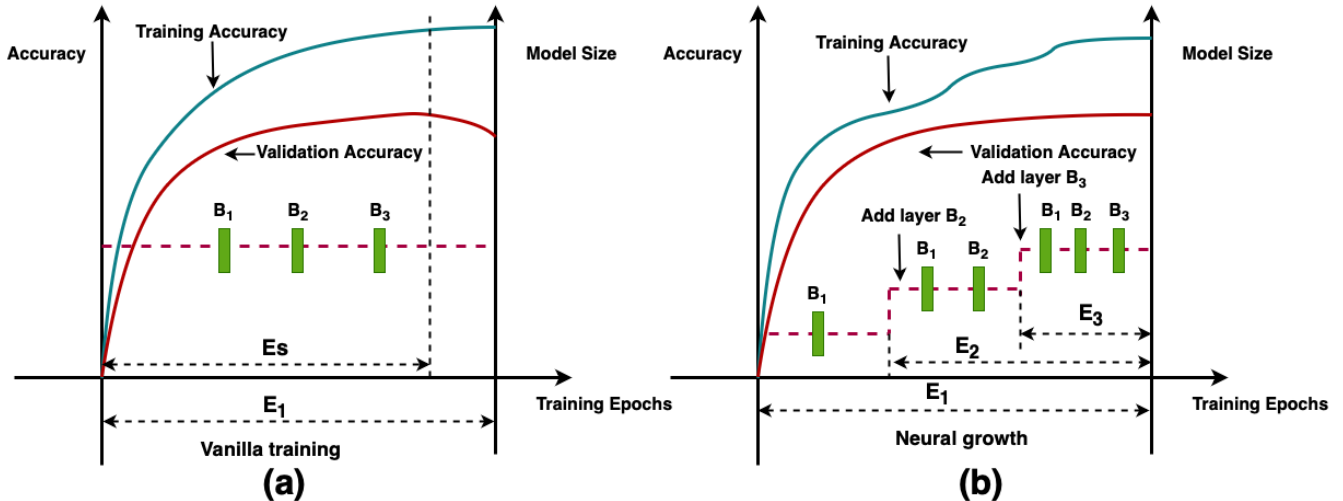 Accuracy
Training Accuracy
Model Size
Validation Accuracy
B1
B2
B3
Es
E1
Training Epochs
Vanilla training
(a)
Accuracy
Training Accuracy
Model Size
Validation Accuracy
Add layer B3
Add layer B2
B1
B2
B3
B1
B2
B1
E3
E2
E1
Training Epochs
Neural growth
(b)